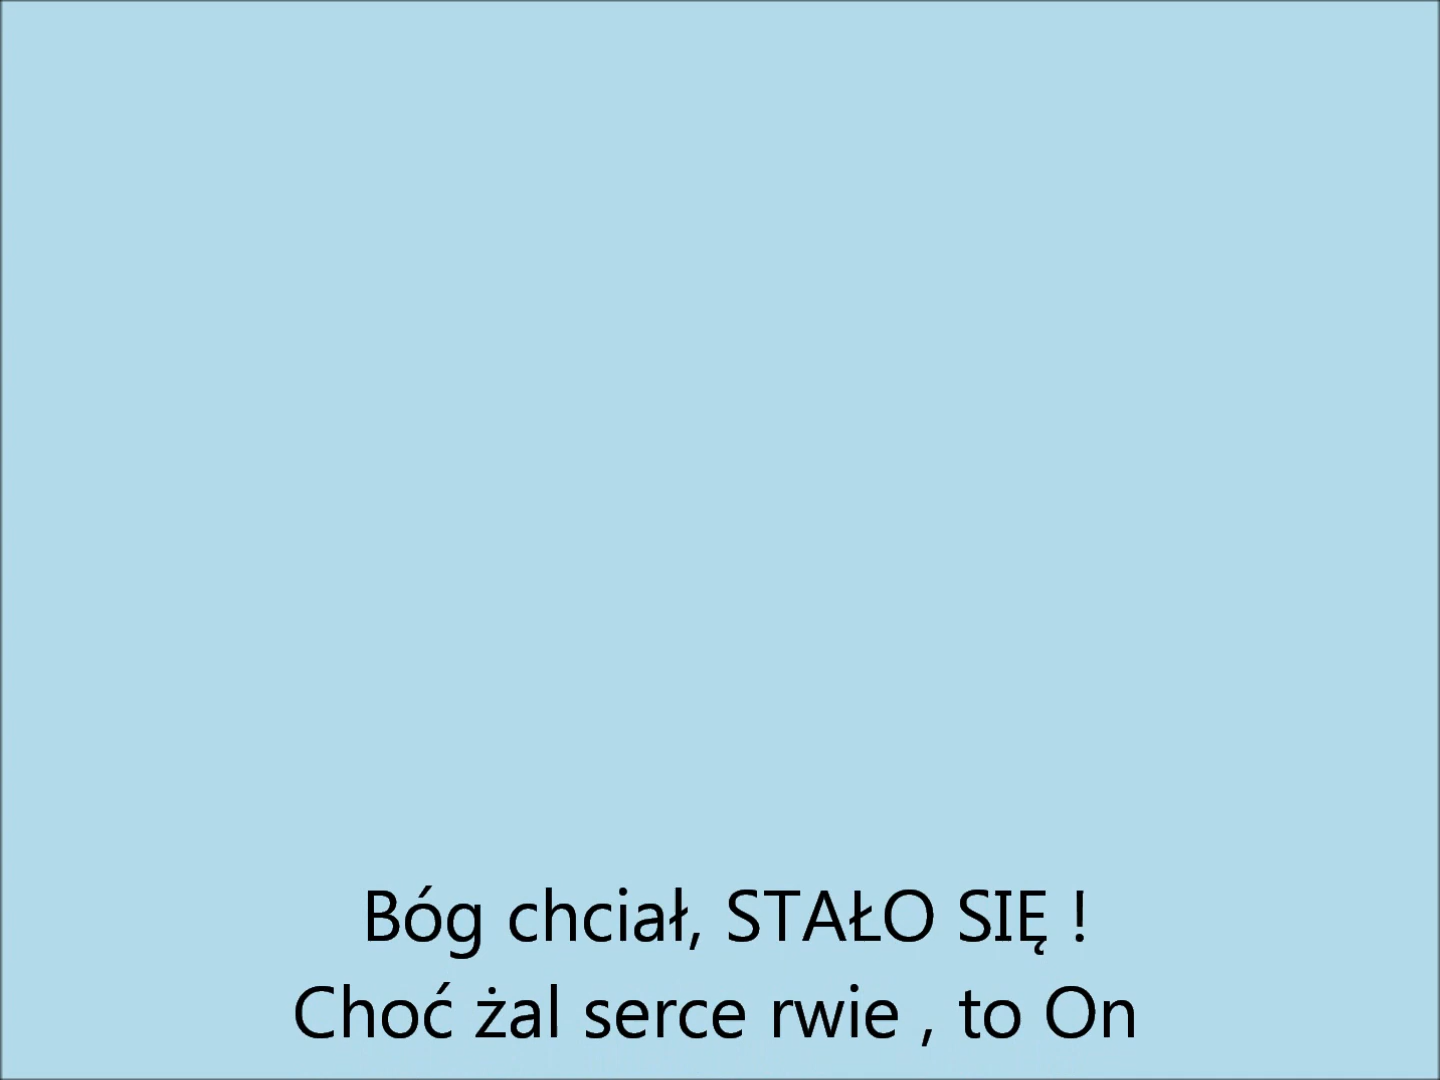 Bóg chciał, STAŁO SIĘ !
Choć żal serce rwie , to On